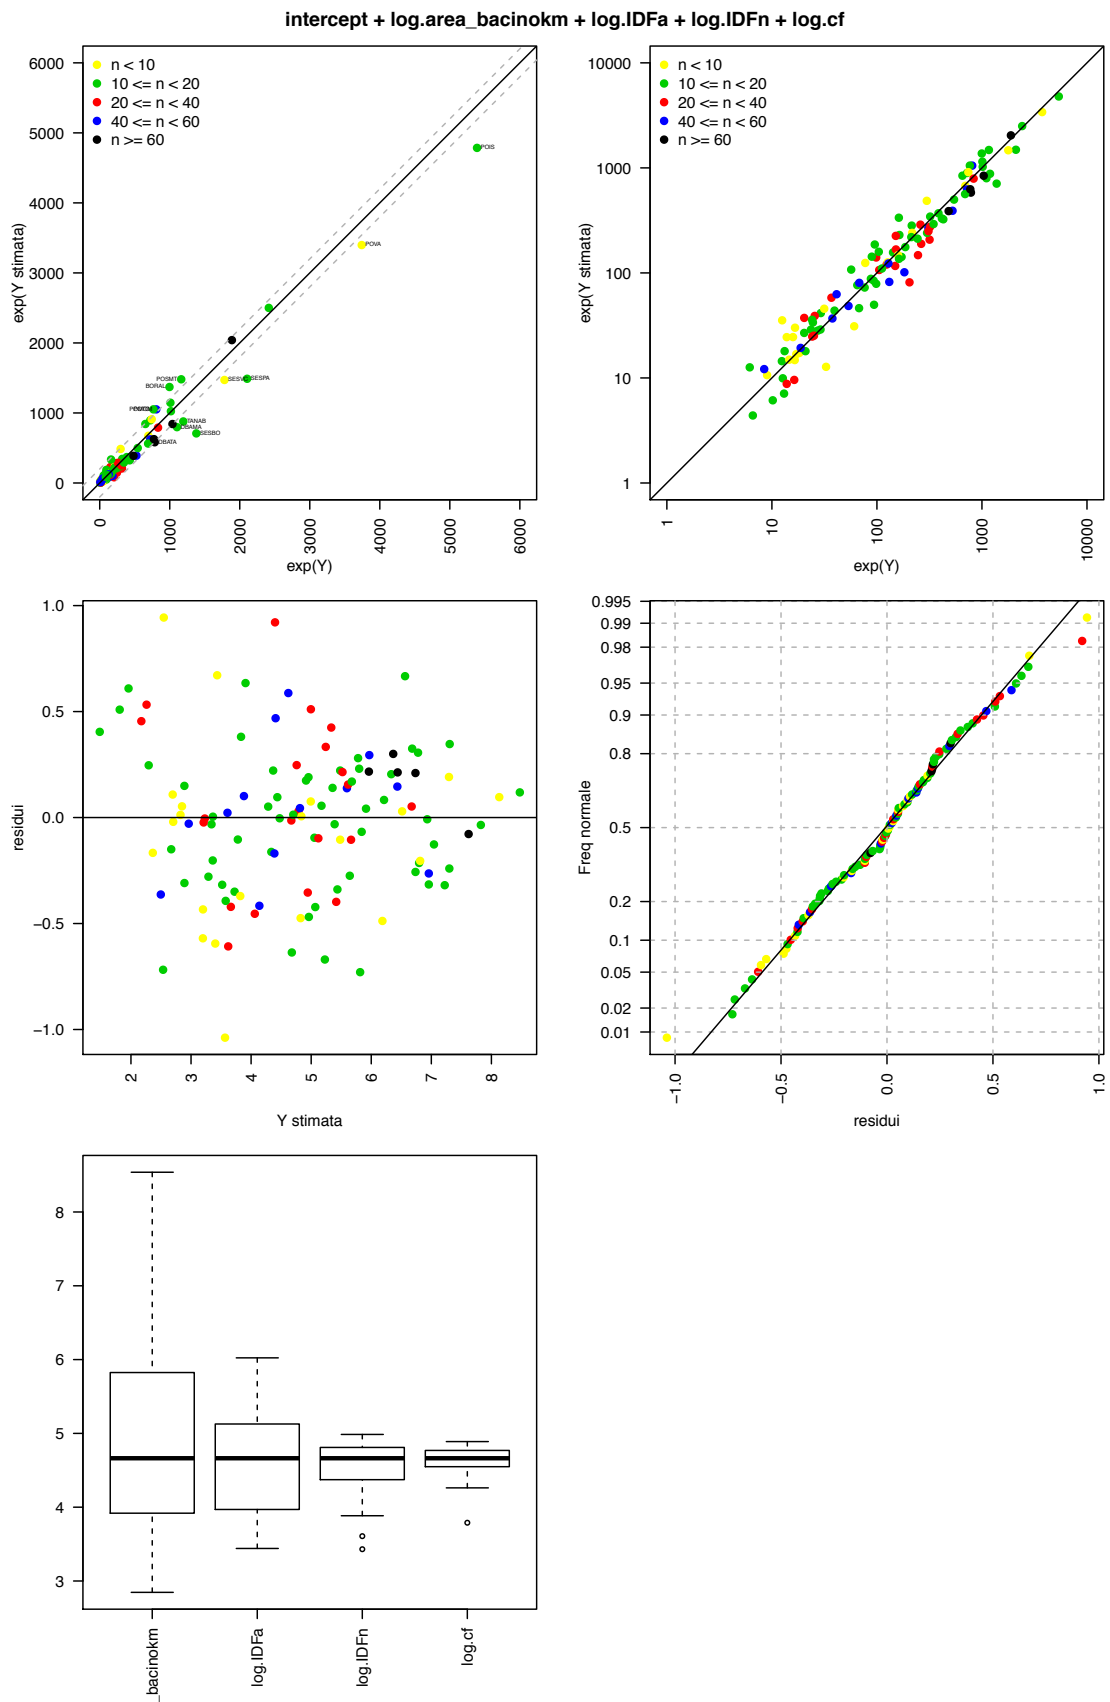 intercept + log.area_bacinokm + log.IDFa + log.IDFn + log.cf
n < 10
10 <= n < 20
20 <= n < 40
40 <= n < 60
n >= 60
exp(Y stimata)
6000
5000
4000
3000
2000
1000
0
POIS
POVA
POSMT
BORAL
SESVC
SESPA
TANAB
SESBO
0
1000
2000
3000
4000
5000
6000
exp(Y)
n < 10
10 <= n < 20
20 <= n < 40
40 <= n < 60
n >= 60
exp(Y stimata)
10000
1000
100
10
1
1
10
100
1000
10000
exp(Y)
residui
1.0
0.5
0.0
−0.5
−1.0
2
3
4
5
6
7
8
Y stimata
Freq normale
0.995
0.99
0.98
0.95
0.9
0.8
0.5
0.2
0.1
0.05
0.02
0.01
−1.0
−0.5
0.0
0.5
1.0
residui
8
7
6
5
4
3
_bacinokm
log.IDFa
log.IDFn
log.cf